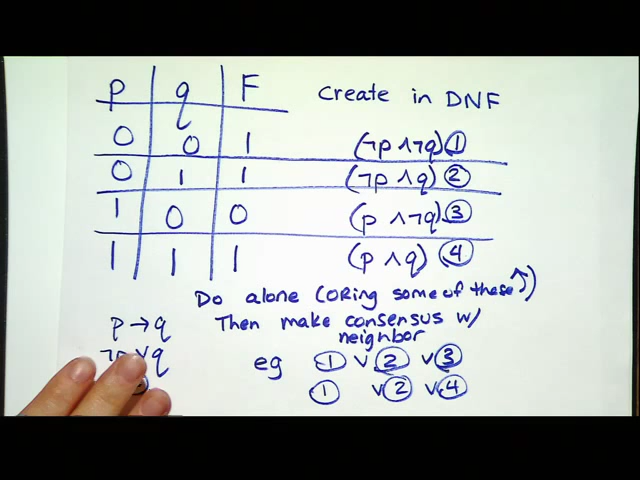 p q F create in DNF
0 0 1 (¬p ∧ ¬q) ①
0 1 1 (¬p ∧ q) ②
1 0 0 (p ∧ ¬q) ③
1 1 1 (p ∧ q) ④
Do alone (ORing some of these ↑)
p → q Then make consensus w/
neighbor
¬p ∨ q eg ① ∨ ② ∨ ③
① ∨ ② ∨ ④